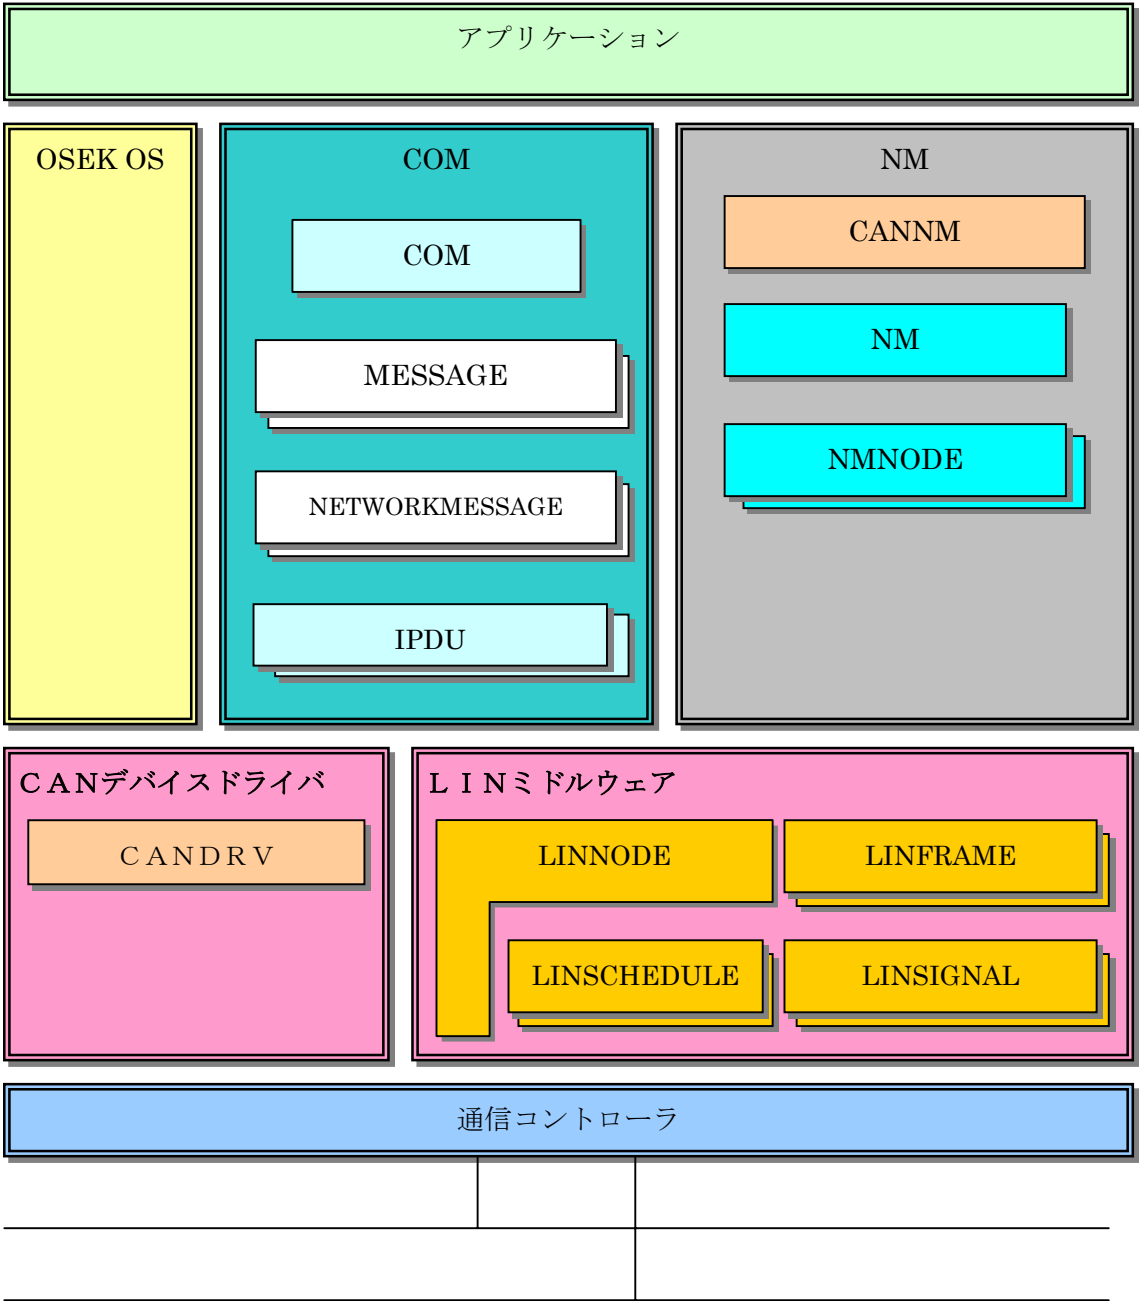 アプリケーション
OSEK OS
COM
NM
COM
CANNM
MESSAGE
NM
NETWORKMESSAGE
NMNODE
IPDU
ＣＡＮデバイスドライバ
ＬＩＮミドルウェア
ＣＡＮＤＲＶ
LINNODE
LINFRAME
LINSCHEDULE
LINSIGNAL
通信コントローラ